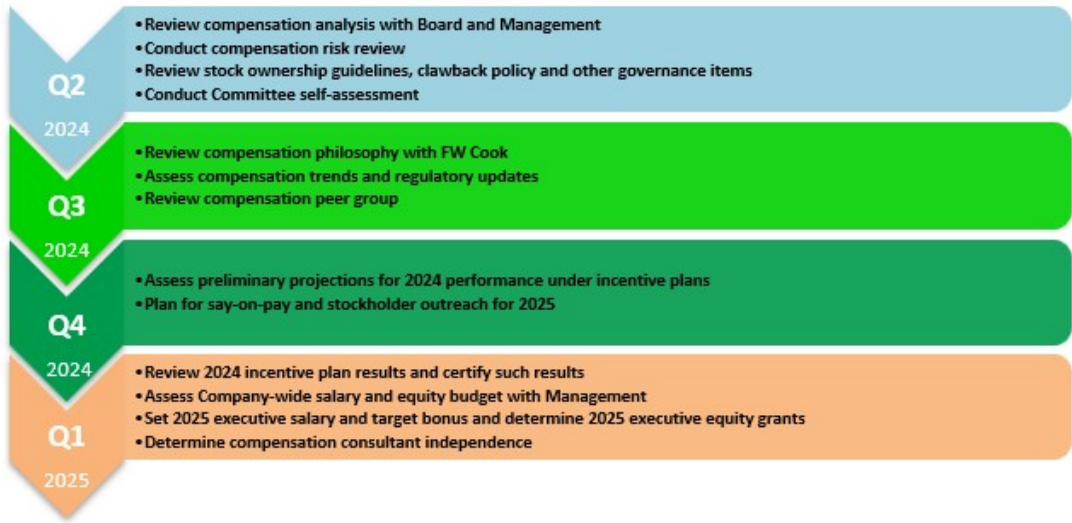 Q2
2024
•Review compensation analysis with Board and Management
•Conduct compensation risk review
•Review stock ownership guidelines, clawback policy and other governance items
•Conduct Committee self-assessment
Q3
2024
•Review compensation philosophy with FW Cook
•Assess compensation trends and regulatory updates
•Review compensation peer group
Q4
2024
•Assess preliminary projections for 2024 performance under incentive plans
•Plan for say-on-pay and stockholder outreach for 2025
Q1
2025
•Review 2024 incentive plan results and certify such results
•Assess Company-wide salary and equity budget with Management
•Set 2025 executive salary and target bonus and determine 2025 executive equity grants
•Determine compensation consultant independence